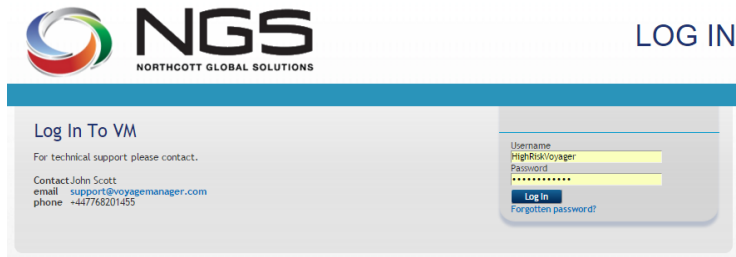 NGS
NORTHCOTT GLOBAL SOLUTIONS
LOG IN
Log In To VM
For technical support please contact.
Contact John Scott
email support@voyagemanager.com
phone +447768201455
Username
HighRiskVoyager
Password
••••••••••••
Log In
Forgotten password?